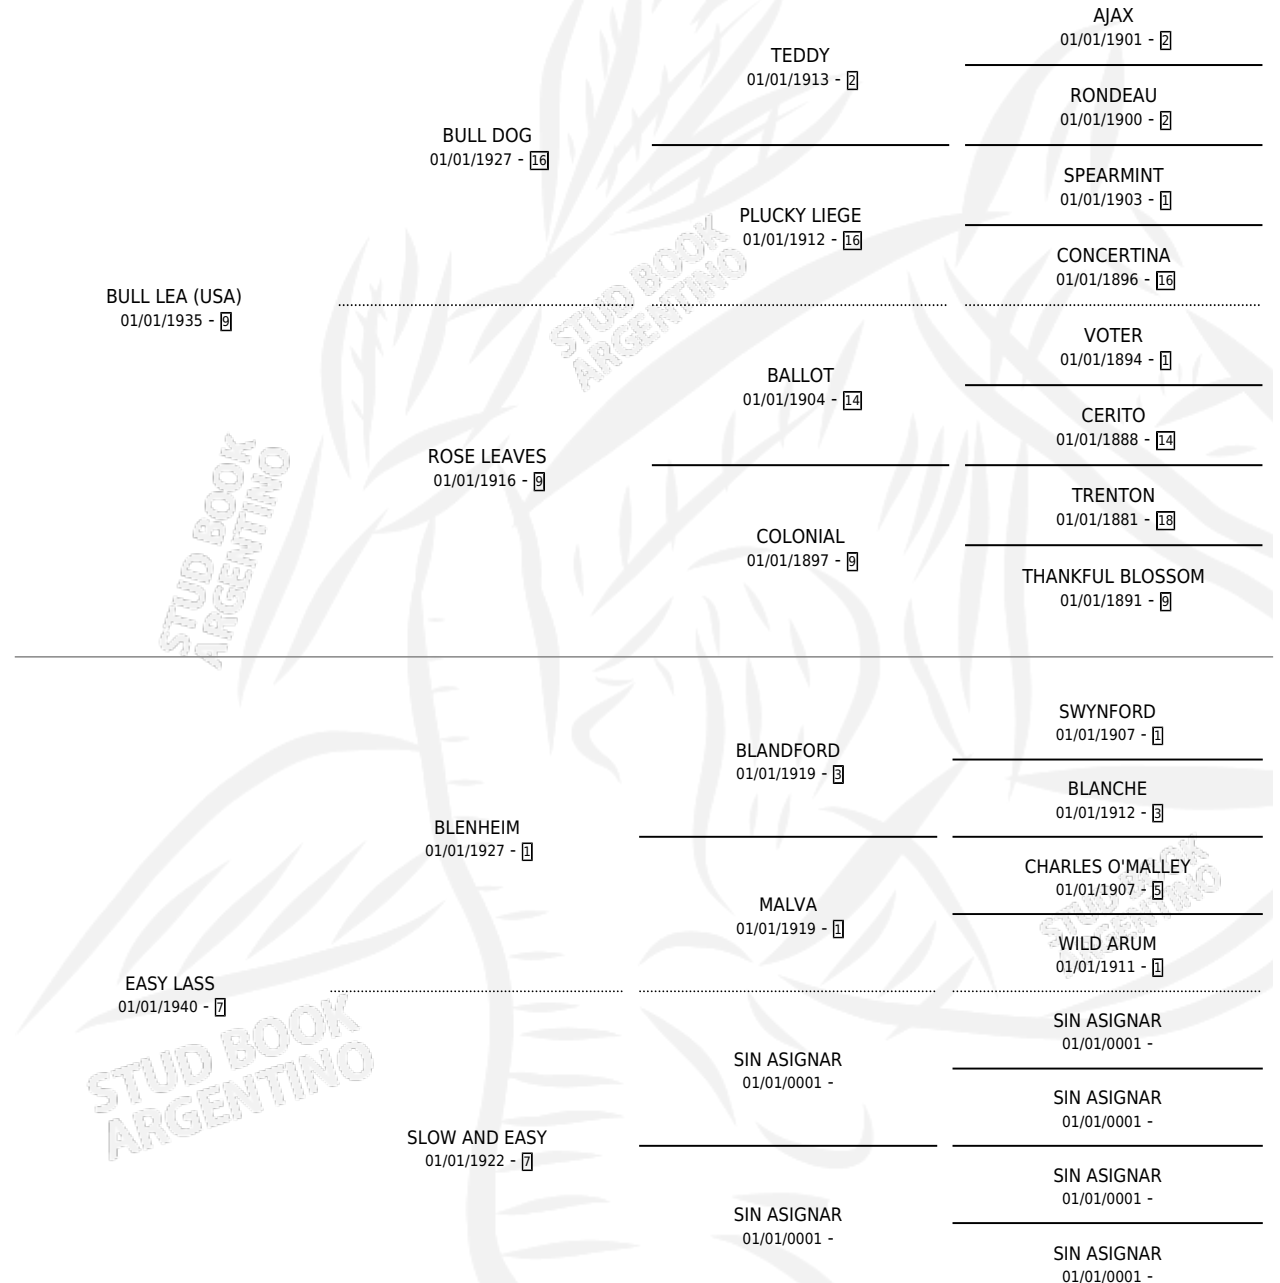 AJAX
01/01/1901 - 2
TEDDY
01/01/1913 - 2
RONDEAU
01/01/1900 - 2
BULL DOG
01/01/1927 - 16
SPEARMINT
01/01/1903 - 1
PLUCKY LIEGE
01/01/1912 - 16
CONCERTINA
01/01/1896 - 16
BULL LEA (USA)
01/01/1935 - 9
STUD BOOK
ARGENTINO
VOTER
01/01/1894 - 1
BALLOT
01/01/1904 - 14
CERITO
01/01/1888 - 14
ROSE LEAVES
01/01/1916 - 9
TRENTON
01/01/1881 - 18
COLONIAL
01/01/1897 - 9
THANKFUL BLOSSOM
01/01/1891 - 9
STUD BOOK
ARGENTINO
SWYNFORD
01/01/1907 - 1
BLANDFORD
01/01/1919 - 3
BLANCHE
01/01/1912 - 3
BLENHEIM
01/01/1927 - 1
CHARLES O'MALLEY
01/01/1907 - 5
MALVA
01/01/1919 - 1
STUD BOOK
ARGENTINO
WILD ARUM
01/01/1911 - 1
EASY LASS
01/01/1940 - 7
SIN ASIGNAR
01/01/0001 -
SIN ASIGNAR
01/01/0001 -
STUD BOOK
ARGENTINO
SIN ASIGNAR
01/01/0001 -
SLOW AND EASY
01/01/1922 - 7
SIN ASIGNAR
01/01/0001 -
SIN ASIGNAR
01/01/0001 -
SIN ASIGNAR
01/01/0001 -